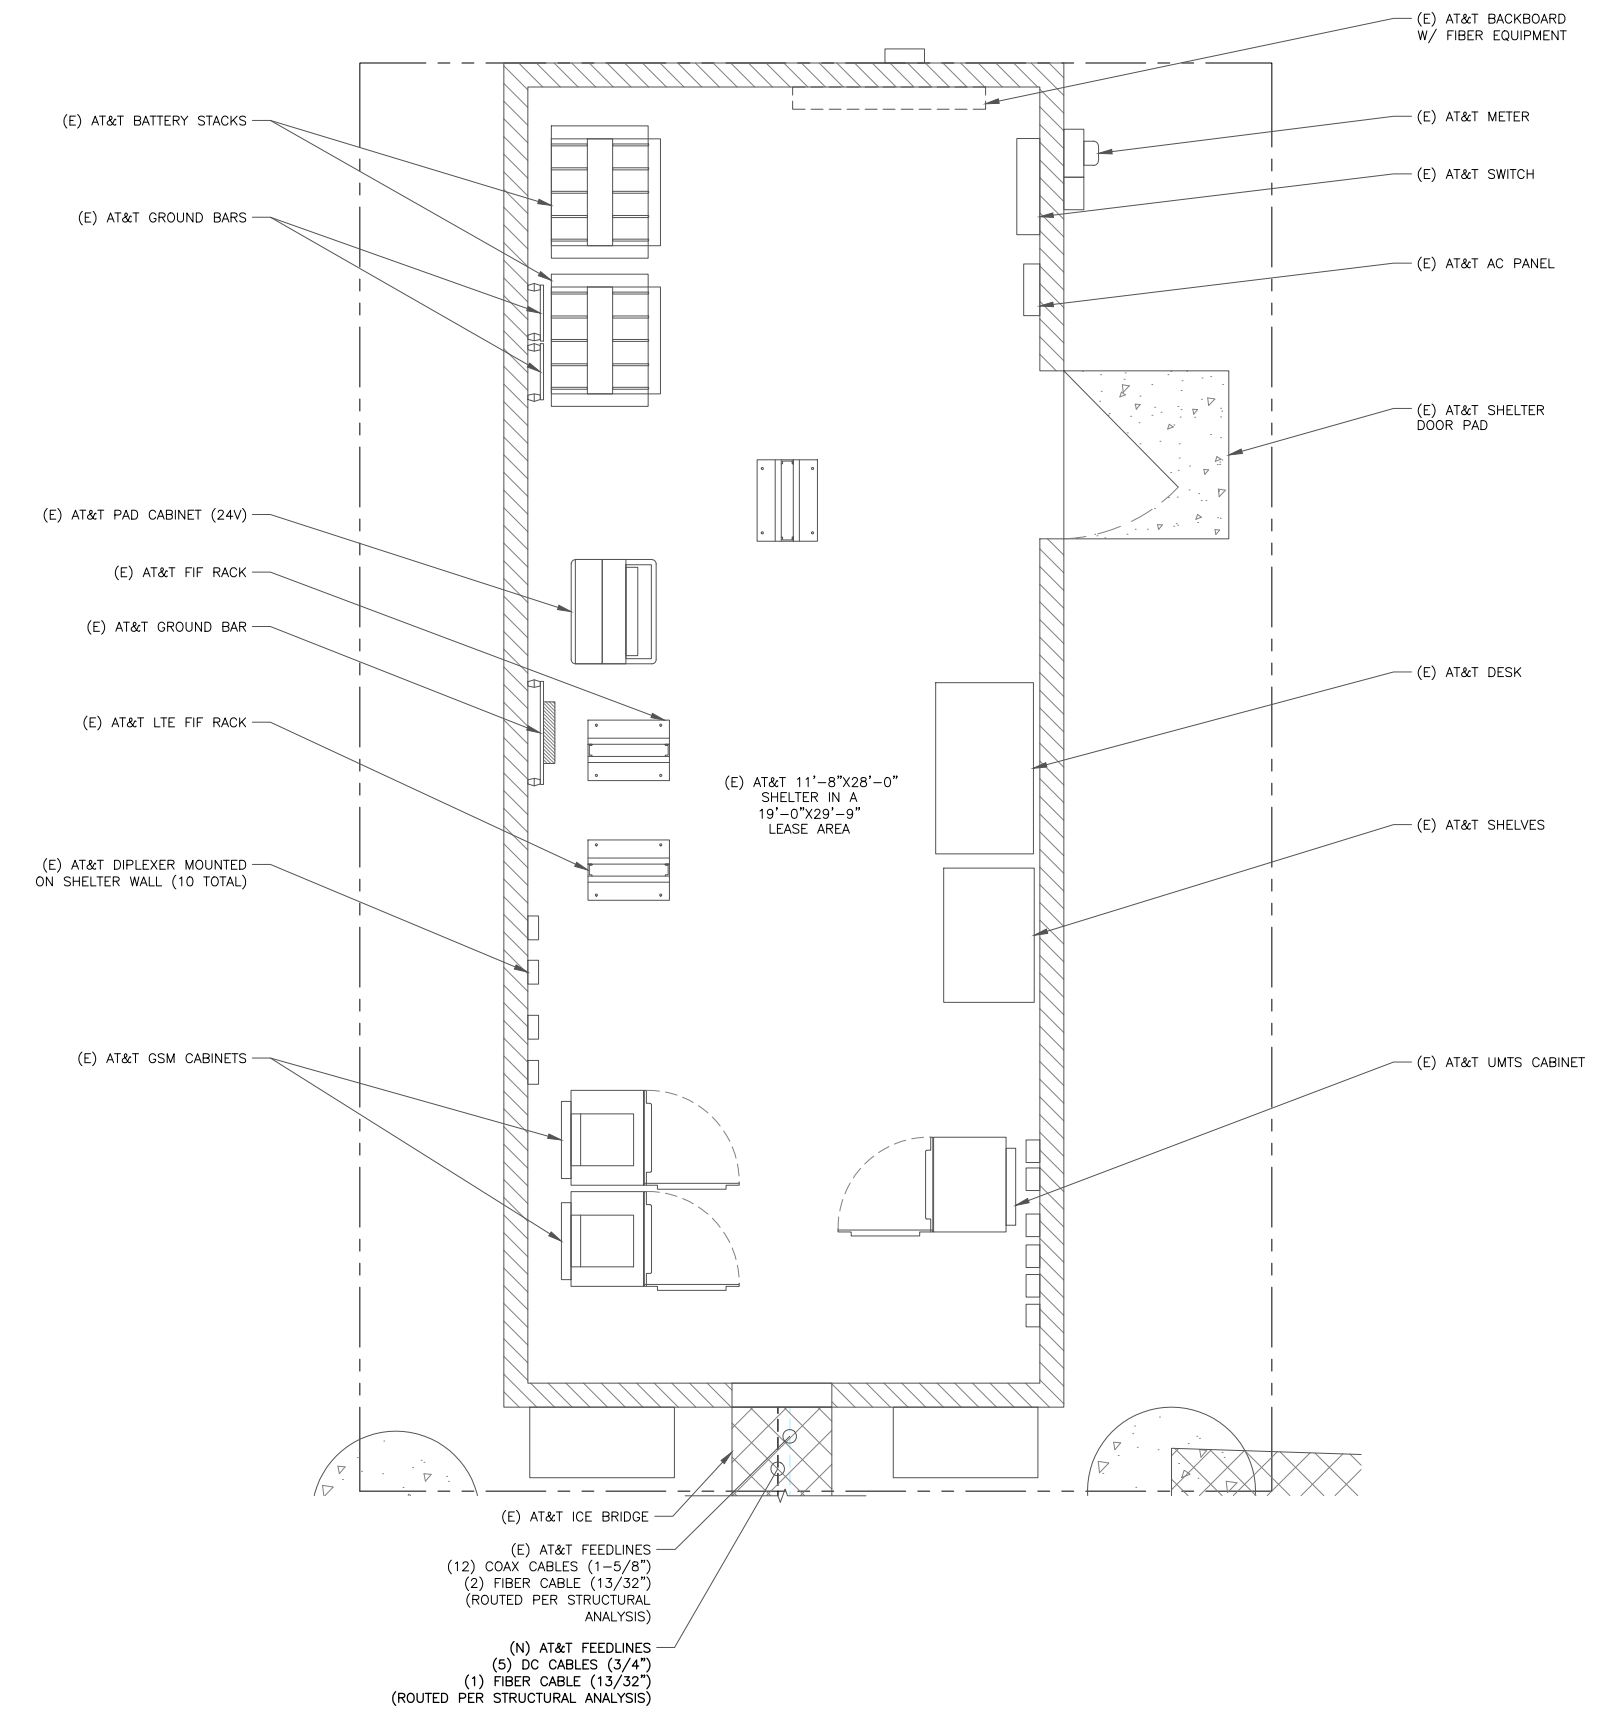 (E) AT&T BACKBOARD
W/ FIBER EQUIPMENT
(E) AT&T BATTERY STACKS
(E) AT&T METER
(E) AT&T SWITCH
(E) AT&T GROUND BARS
(E) AT&T AC PANEL
(E) AT&T SHELTER
DOOR PAD
(E) AT&T PAD CABINET (24V)
(E) AT&T FIF RACK
(E) AT&T GROUND BAR
(E) AT&T DESK
(E) AT&T LTE FIF RACK
(E) AT&T 11'-8"X28'-0"
SHELTER IN A
19'-0"X29'-9"
LEASE AREA
(E) AT&T SHELVES
(E) AT&T DIPLEXER MOUNTED
ON SHELTER WALL (10 TOTAL)
(E) AT&T GSM CABINETS
(E) AT&T UMTS CABINET
(E) AT&T ICE BRIDGE
(E) AT&T FEEDLINES
(12) COAX CABLES (1-5/8")
(2) FIBER CABLE (13/32")
(ROUTED PER STRUCTURAL
ANALYSIS)
(N) AT&T FEEDLINES
(5) DC CABLES (3/4")
(1) FIBER CABLE (13/32")
(ROUTED PER STRUCTURAL ANALYSIS)